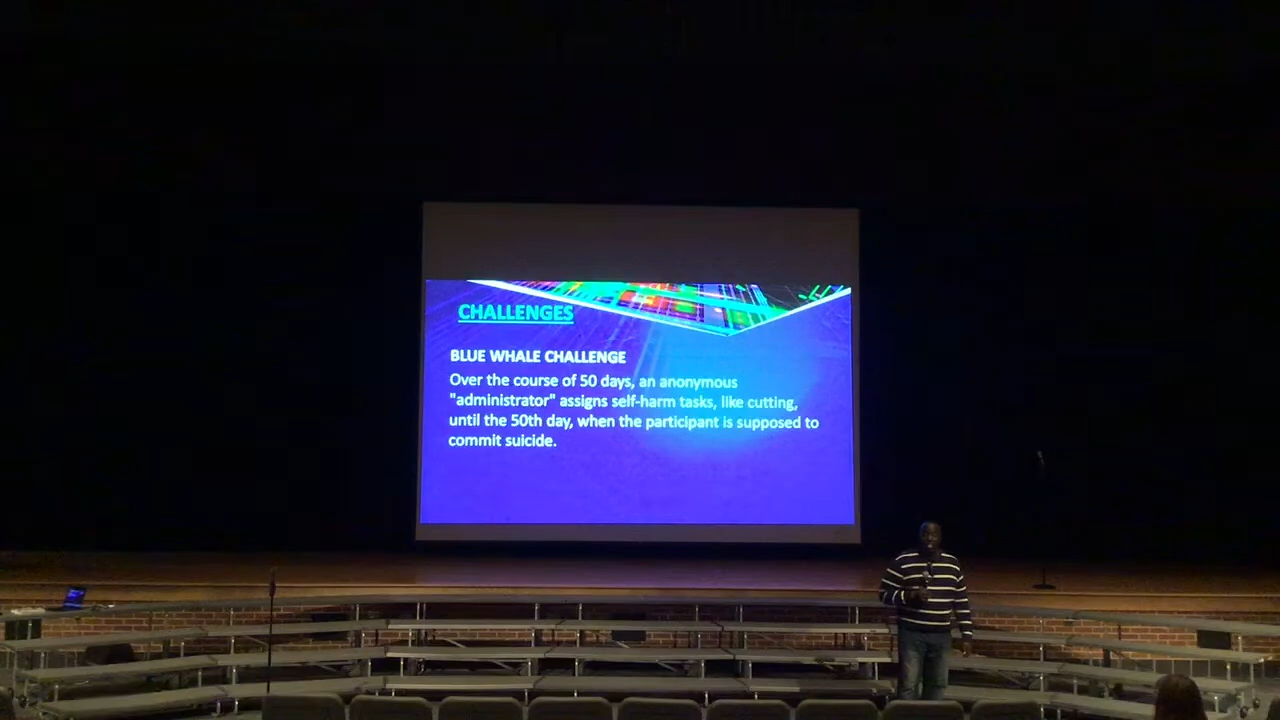 CHALLENGES
BLUE WHALE CHALLENGE
Over the course of 50 days, an anonymous
"administrator" assigns self-harm tasks, like cutting,
until the 50th day, when the participant is supposed to
commit suicide.